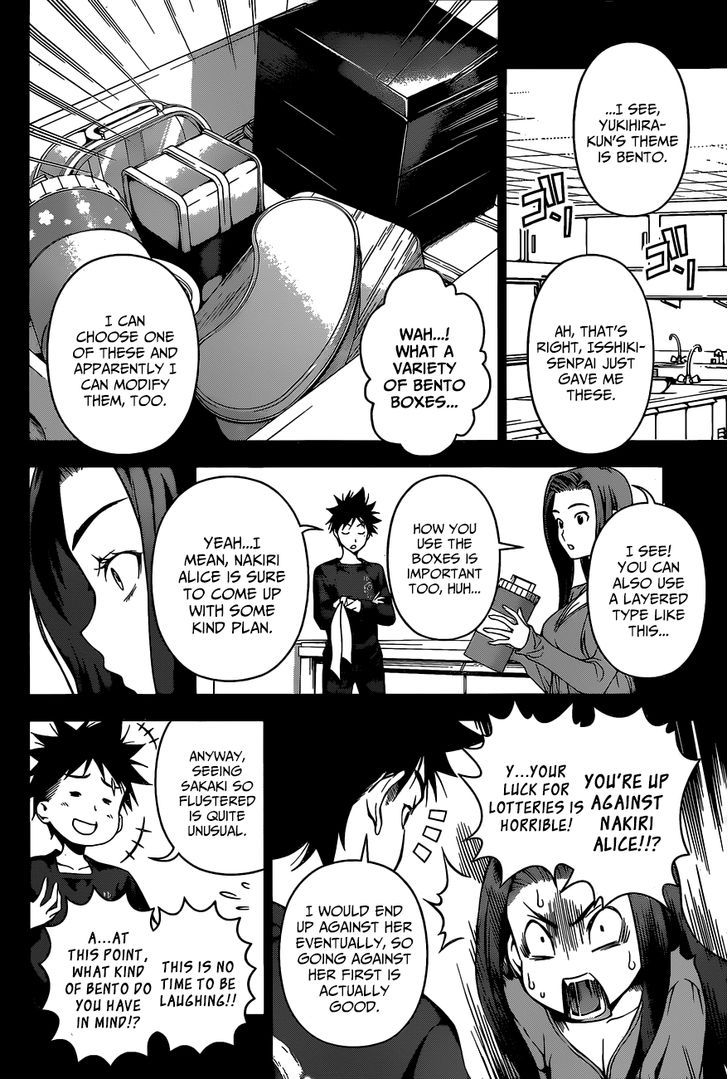 ...I SEE,
YUKIHIRA-
KUN'S THEME
IS BENTO.
ゴソ
ゴソ
AH, THAT'S
RIGHT, ISSHIKI-
SENPAI JUST
GAVE ME
THESE.
WAH...!
WHAT A
VARIETY
OF BENTO
BOXES...
I CAN
CHOOSE ONE
OF THESE AND
APPARENTLY I
CAN MODIFY
THEM, TOO.
I SEE!
YOU CAN
ALSO USE
A LAYERED
TYPE LIKE
THIS...
HOW YOU
USE THE
BOXES IS
IMPORTANT
TOO, HUH...
YEAH...I
MEAN, NAKIRI
ALICE IS SURE
TO COME UP
WITH SOME
KIND PLAN.
YOU'RE UP
AGAINST
NAKIRI
ALICE!!?
Y...YOUR
LUCK FOR
LOTTERIES IS
HORRIBLE!
I WOULD END
UP AGAINST HER
EVENTUALLY, SO
GOING AGAINST
HER FIRST IS
ACTUALLY
GOOD.
ANYWAY,
SEEING
SAKAKI SO
FLUSTERED
IS QUITE
UNUSUAL.
THIS IS NO
TIME TO BE
LAUGHING!!
A...AT
THIS POINT,
WHAT KIND
OF BENTO DO
YOU HAVE
IN MIND!?